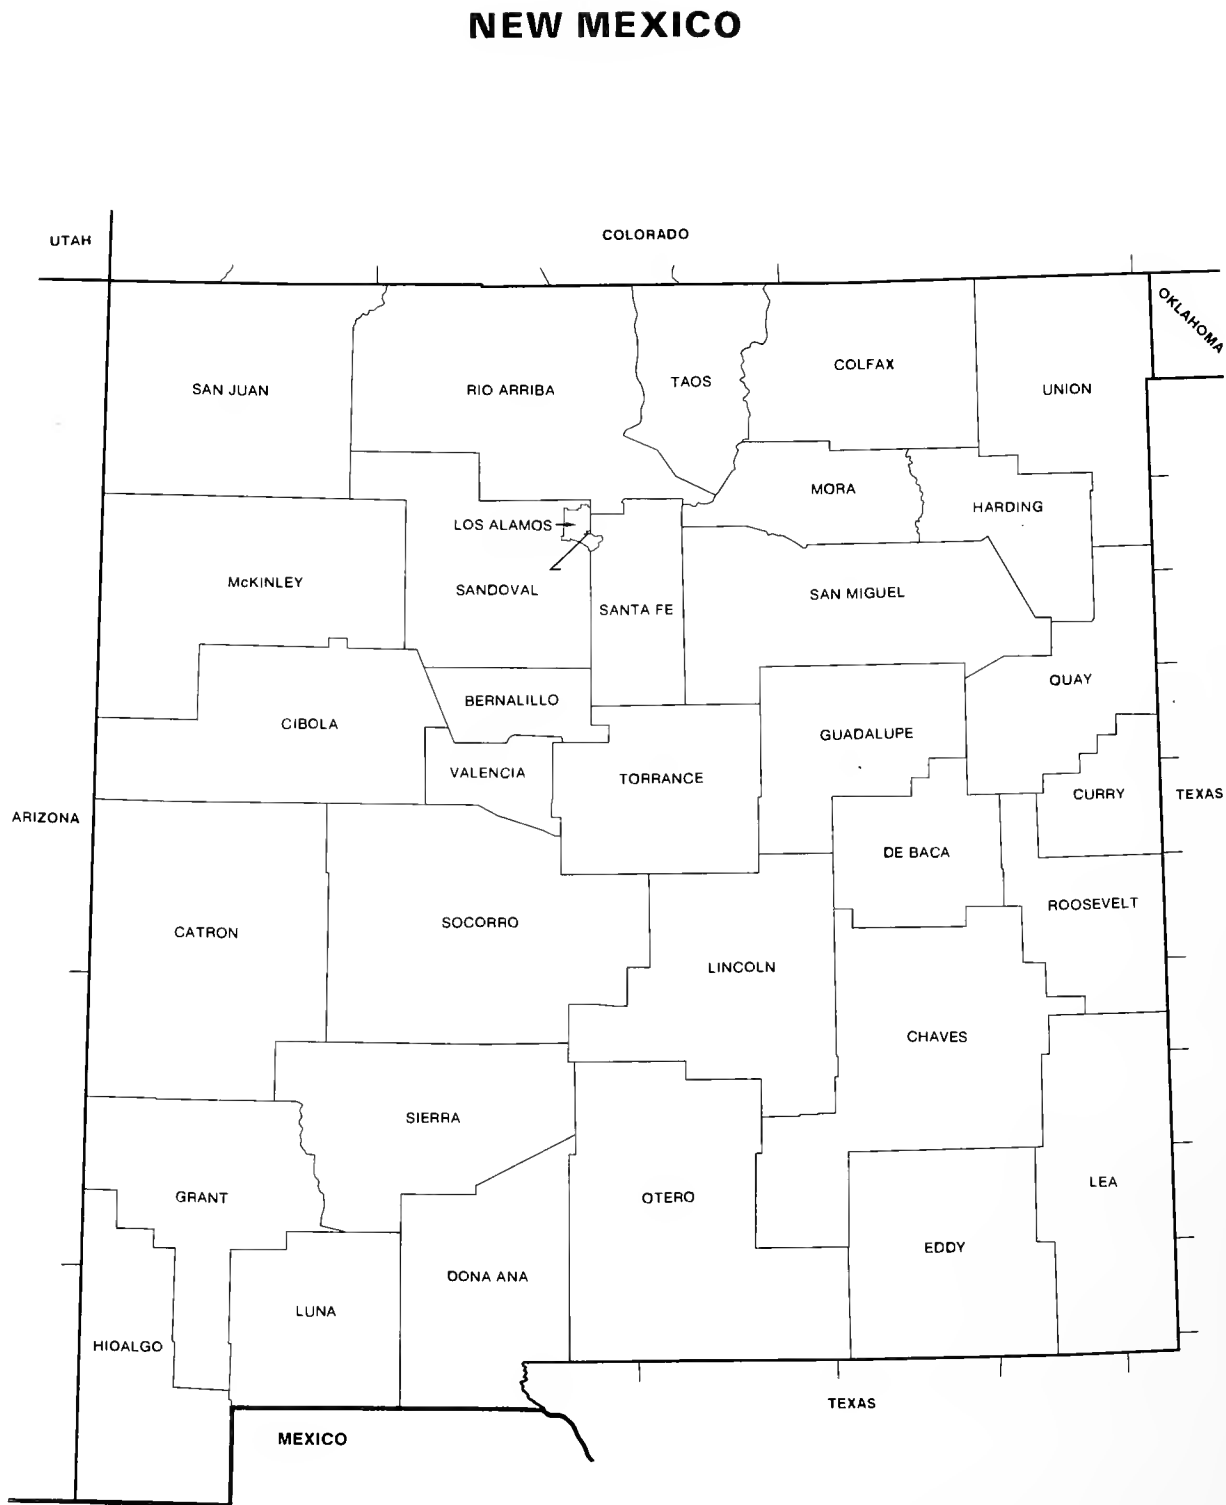 NEW MEXICO
UTAH
COLORADO
OKLAHOMA
SAN JUAN
RIO ARRIBA
TAOS
COLFAX
UNION
MORA
HARDING
LOS ALAMOS
McKINLEY
SANDOVAL
SANTA FE
SAN MIGUEL
QUAY
BERNALILLO
CIBOLA
GUADALUPE
VALENCIA
TORRANCE
CURRY
TEXAS
ARIZONA
DE BACA
ROOSEVELT
CATRON
SOCORRO
LINCOLN
CHAVES
SIERRA
GRANT
OTERO
LEA
EDDY
DONA ANA
LUNA
HIOALGO
TEXAS
MEXICO